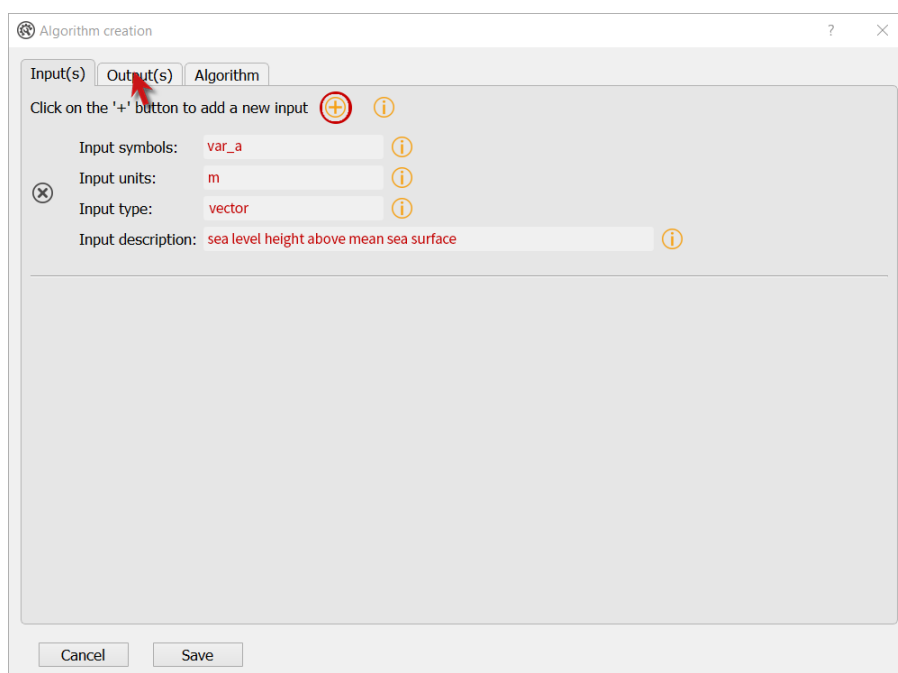 Algorithm creation ?
Input(s) Output(s) Algorithm
Click on the '+' button to add a new input
Input symbols: var_a
Input units: m
Input type: vector
Input description: sea level height above mean sea surface
Cancel Save